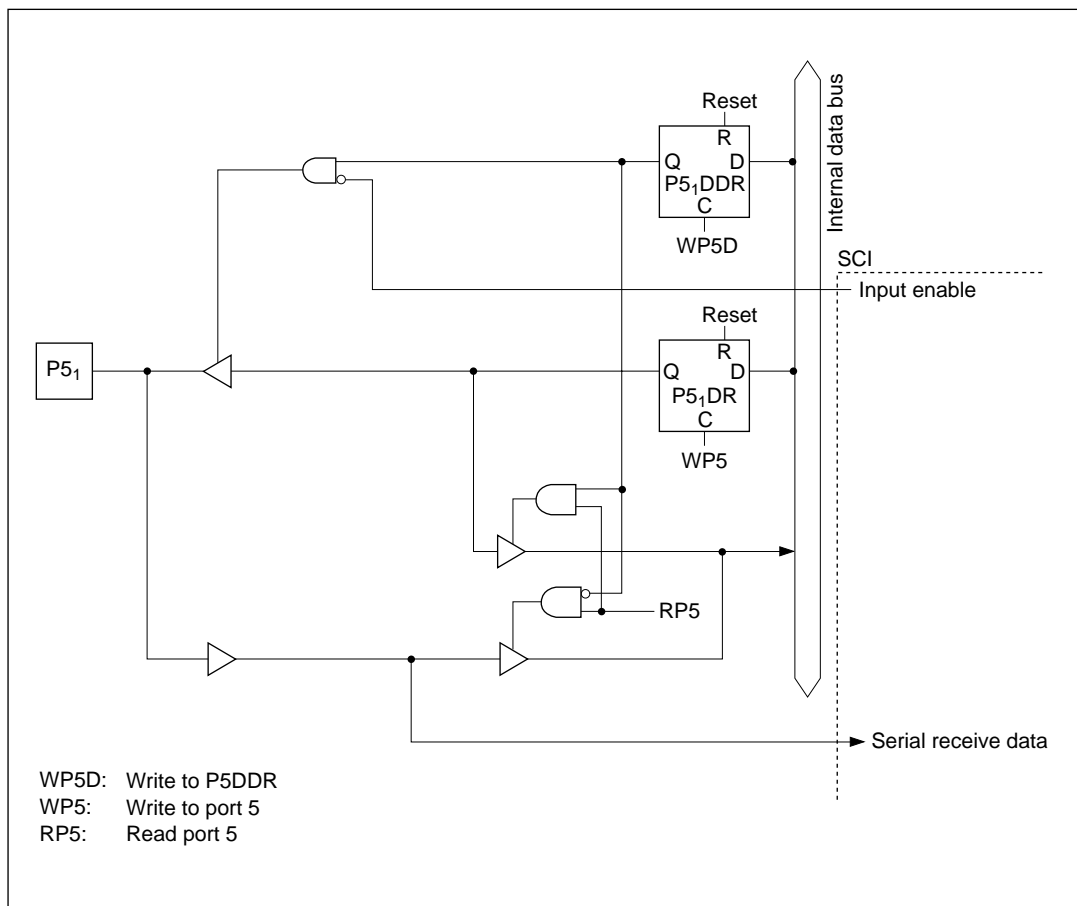 Reset
R
Q D
P5₁DDR
C
WP5D
Internal data bus
SCI
Input enable
Reset
R
Q D
P5₁DR
C
WP5
P5₁
RP5
Serial receive data
WP5D: Write to P5DDR
WP5: Write to port 5
RP5: Read port 5